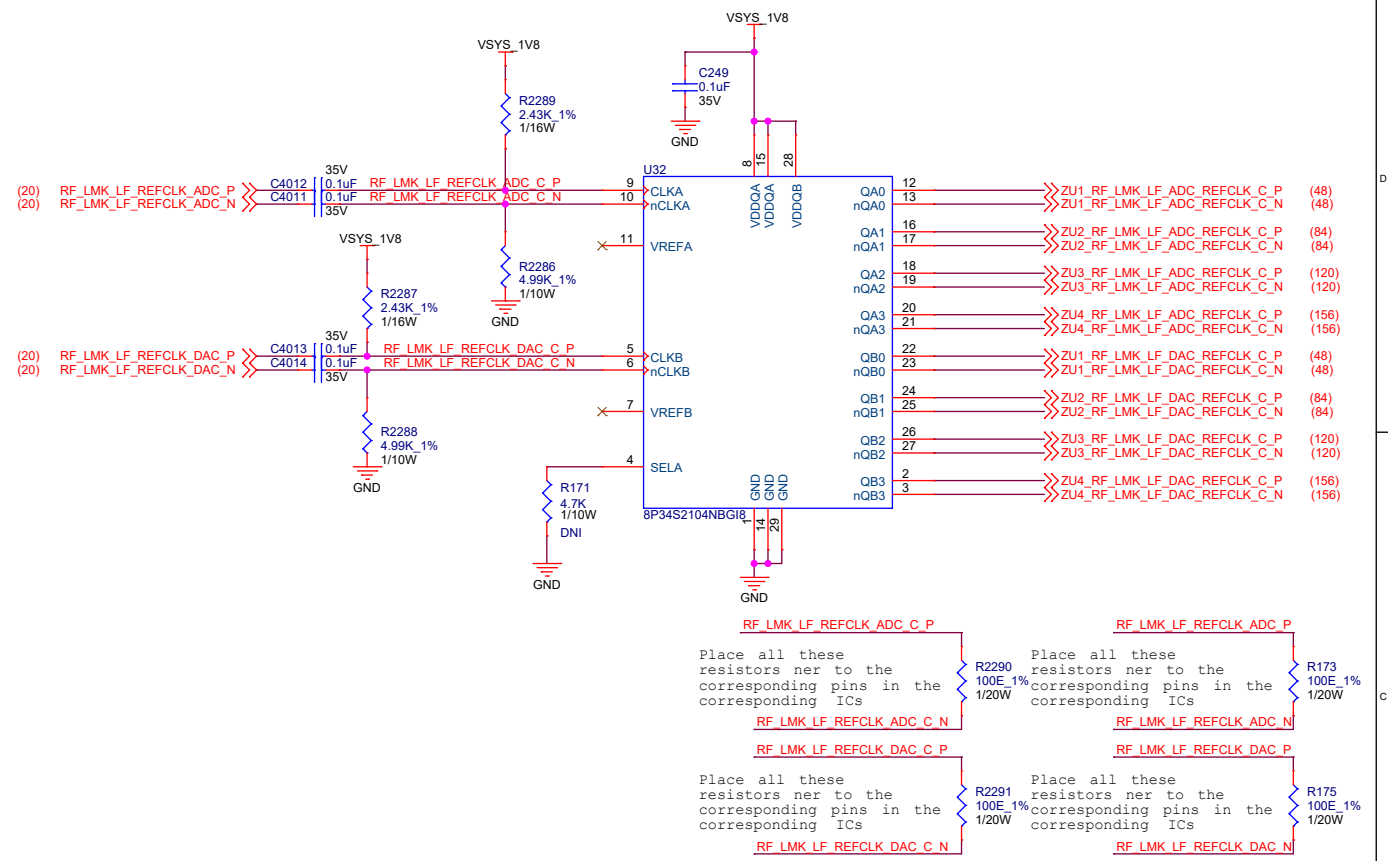 VSYS_1V8
VSYS_1V8
C249
0.1uF
35V
GND
R2289
2.43K_1%
1/16W
8
15
28
U32
VDDQA
VDDQA
VDDQB
35V
(20) RF_LMK_LF_REFCLK_ADC_P C4012 0.1uF RF_LMK_LF_REFCLK_ADC_C_P 9 CLKA QA0 12 ZU1_RF_LMK_LF_ADC_REFCLK_C_P (48)
(20) RF_LMK_LF_REFCLK_ADC_N C4011 0.1uF RF_LMK_LF_REFCLK_ADC_C_N 10 nCLKA nQA0 13 ZU1_RF_LMK_LF_ADC_REFCLK_C_N (48)
35V
QA1 16 ZU2_RF_LMK_LF_ADC_REFCLK_C_P (84)
VSYS_1V8
11 VREFA nQA1 17 ZU2_RF_LMK_LF_ADC_REFCLK_C_N (84)
R2286
4.99K_1%
1/10W
GND
QA2 18 ZU3_RF_LMK_LF_ADC_REFCLK_C_P (120)
nQA2 19 ZU3_RF_LMK_LF_ADC_REFCLK_C_N (120)
R2287
2.43K_1%
1/16W
QA3 20 ZU4_RF_LMK_LF_ADC_REFCLK_C_P (156)
nQA3 21 ZU4_RF_LMK_LF_ADC_REFCLK_C_N (156)
35V
(20) RF_LMK_LF_REFCLK_DAC_P C4013 0.1uF RF_LMK_LF_REFCLK_DAC_C_P 5 CLKB QB0 22 ZU1_RF_LMK_LF_DAC_REFCLK_C_P (48)
(20) RF_LMK_LF_REFCLK_DAC_N C4014 0.1uF RF_LMK_LF_REFCLK_DAC_C_N 6 nCLKB nQB0 23 ZU1_RF_LMK_LF_DAC_REFCLK_C_N (48)
35V
QB1 24 ZU2_RF_LMK_LF_DAC_REFCLK_C_P (84)
7 VREFB nQB1 25 ZU2_RF_LMK_LF_DAC_REFCLK_C_N (84)
R2288
4.99K_1%
1/10W
GND
QB2 26 ZU3_RF_LMK_LF_DAC_REFCLK_C_P (120)
nQB2 27 ZU3_RF_LMK_LF_DAC_REFCLK_C_N (120)
4 SELA
QB3 2 ZU4_RF_LMK_LF_DAC_REFCLK_C_P (156)
nQB3 3 ZU4_RF_LMK_LF_DAC_REFCLK_C_N (156)
R171
4.7K
1/10W
DNI
GND
GND
GND
GND
8P34S2104NBGI8
1
14
29
GND
D
C
RF_LMK_LF_REFCLK_ADC_C_P
Place all these
resistors ner to the
corresponding pins in the
corresponding ICs
R2290
100E_1%
1/20W
RF_LMK_LF_REFCLK_ADC_C_N
RF_LMK_LF_REFCLK_ADC_P
Place all these
resistors ner to the
corresponding pins in the
corresponding ICs
R173
100E_1%
1/20W
RF_LMK_LF_REFCLK_ADC_N
RF_LMK_LF_REFCLK_DAC_C_P
Place all these
resistors ner to the
corresponding pins in the
corresponding ICs
R2291
100E_1%
1/20W
RF_LMK_LF_REFCLK_DAC_C_N
RF_LMK_LF_REFCLK_DAC_P
Place all these
resistors ner to the
corresponding pins in the
corresponding ICs
R175
100E_1%
1/20W
RF_LMK_LF_REFCLK_DAC_N